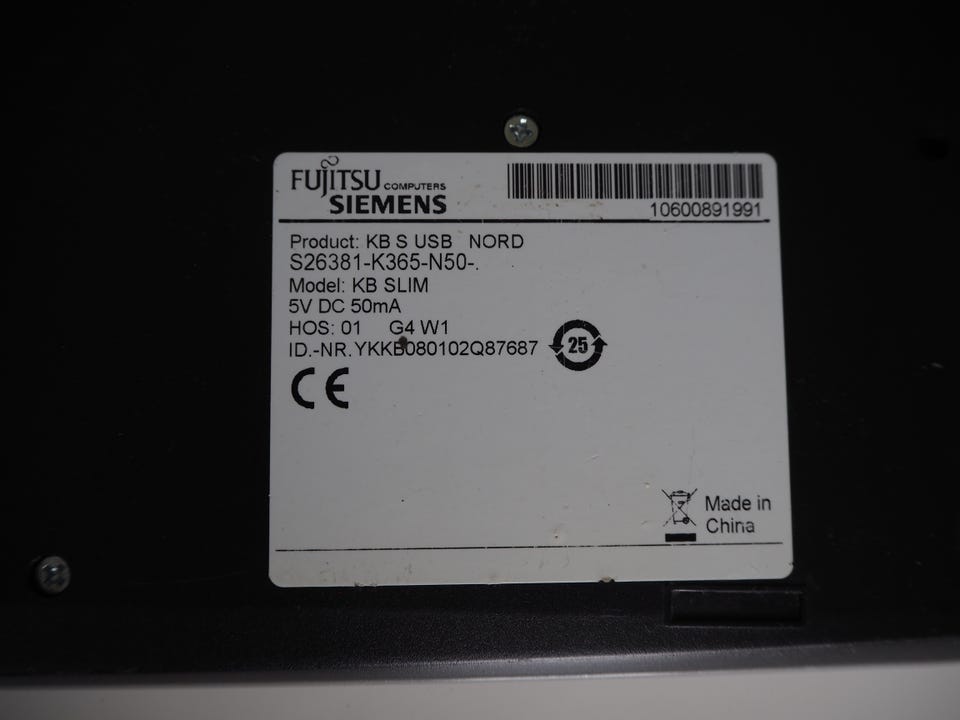 FUJITSU COMPUTERS
SIEMENS
10600891991
Product: KB S USB NORD
S26381-K365-N50-.
Model: KB SLIM
5V DC 50mA
HOS: 01 G4 W1
ID.-NR.YKKB080102Q87687
25
CE
Made in
China